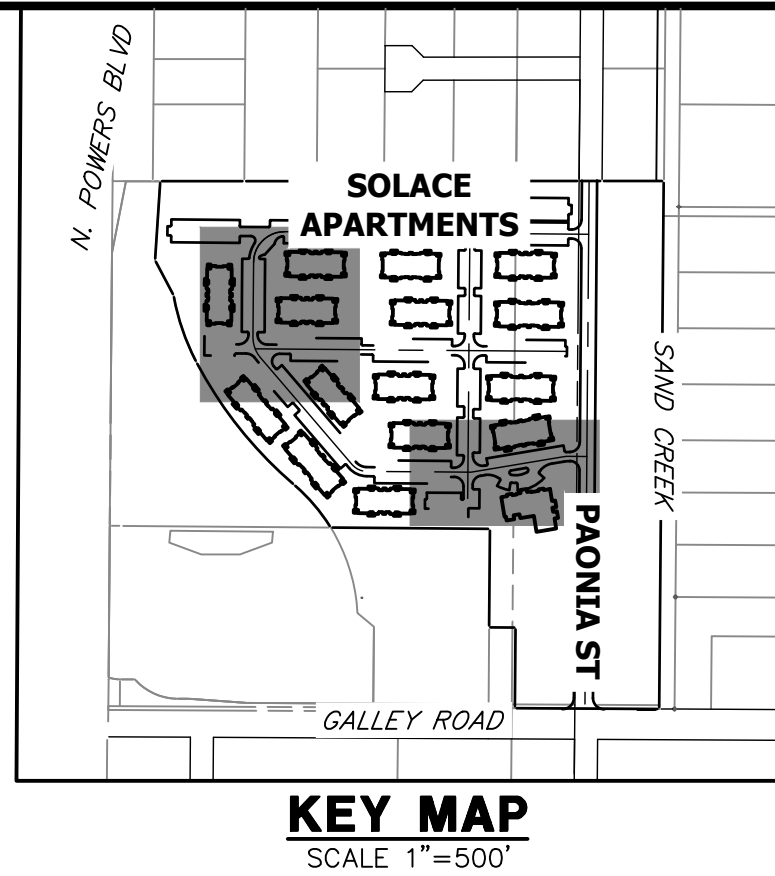 N. POWERS BLVD
SOLACE
APARTMENTS
SAND CREEK
PAONIA ST
GALLEY ROAD
KEY MAP
SCALE 1"=500'